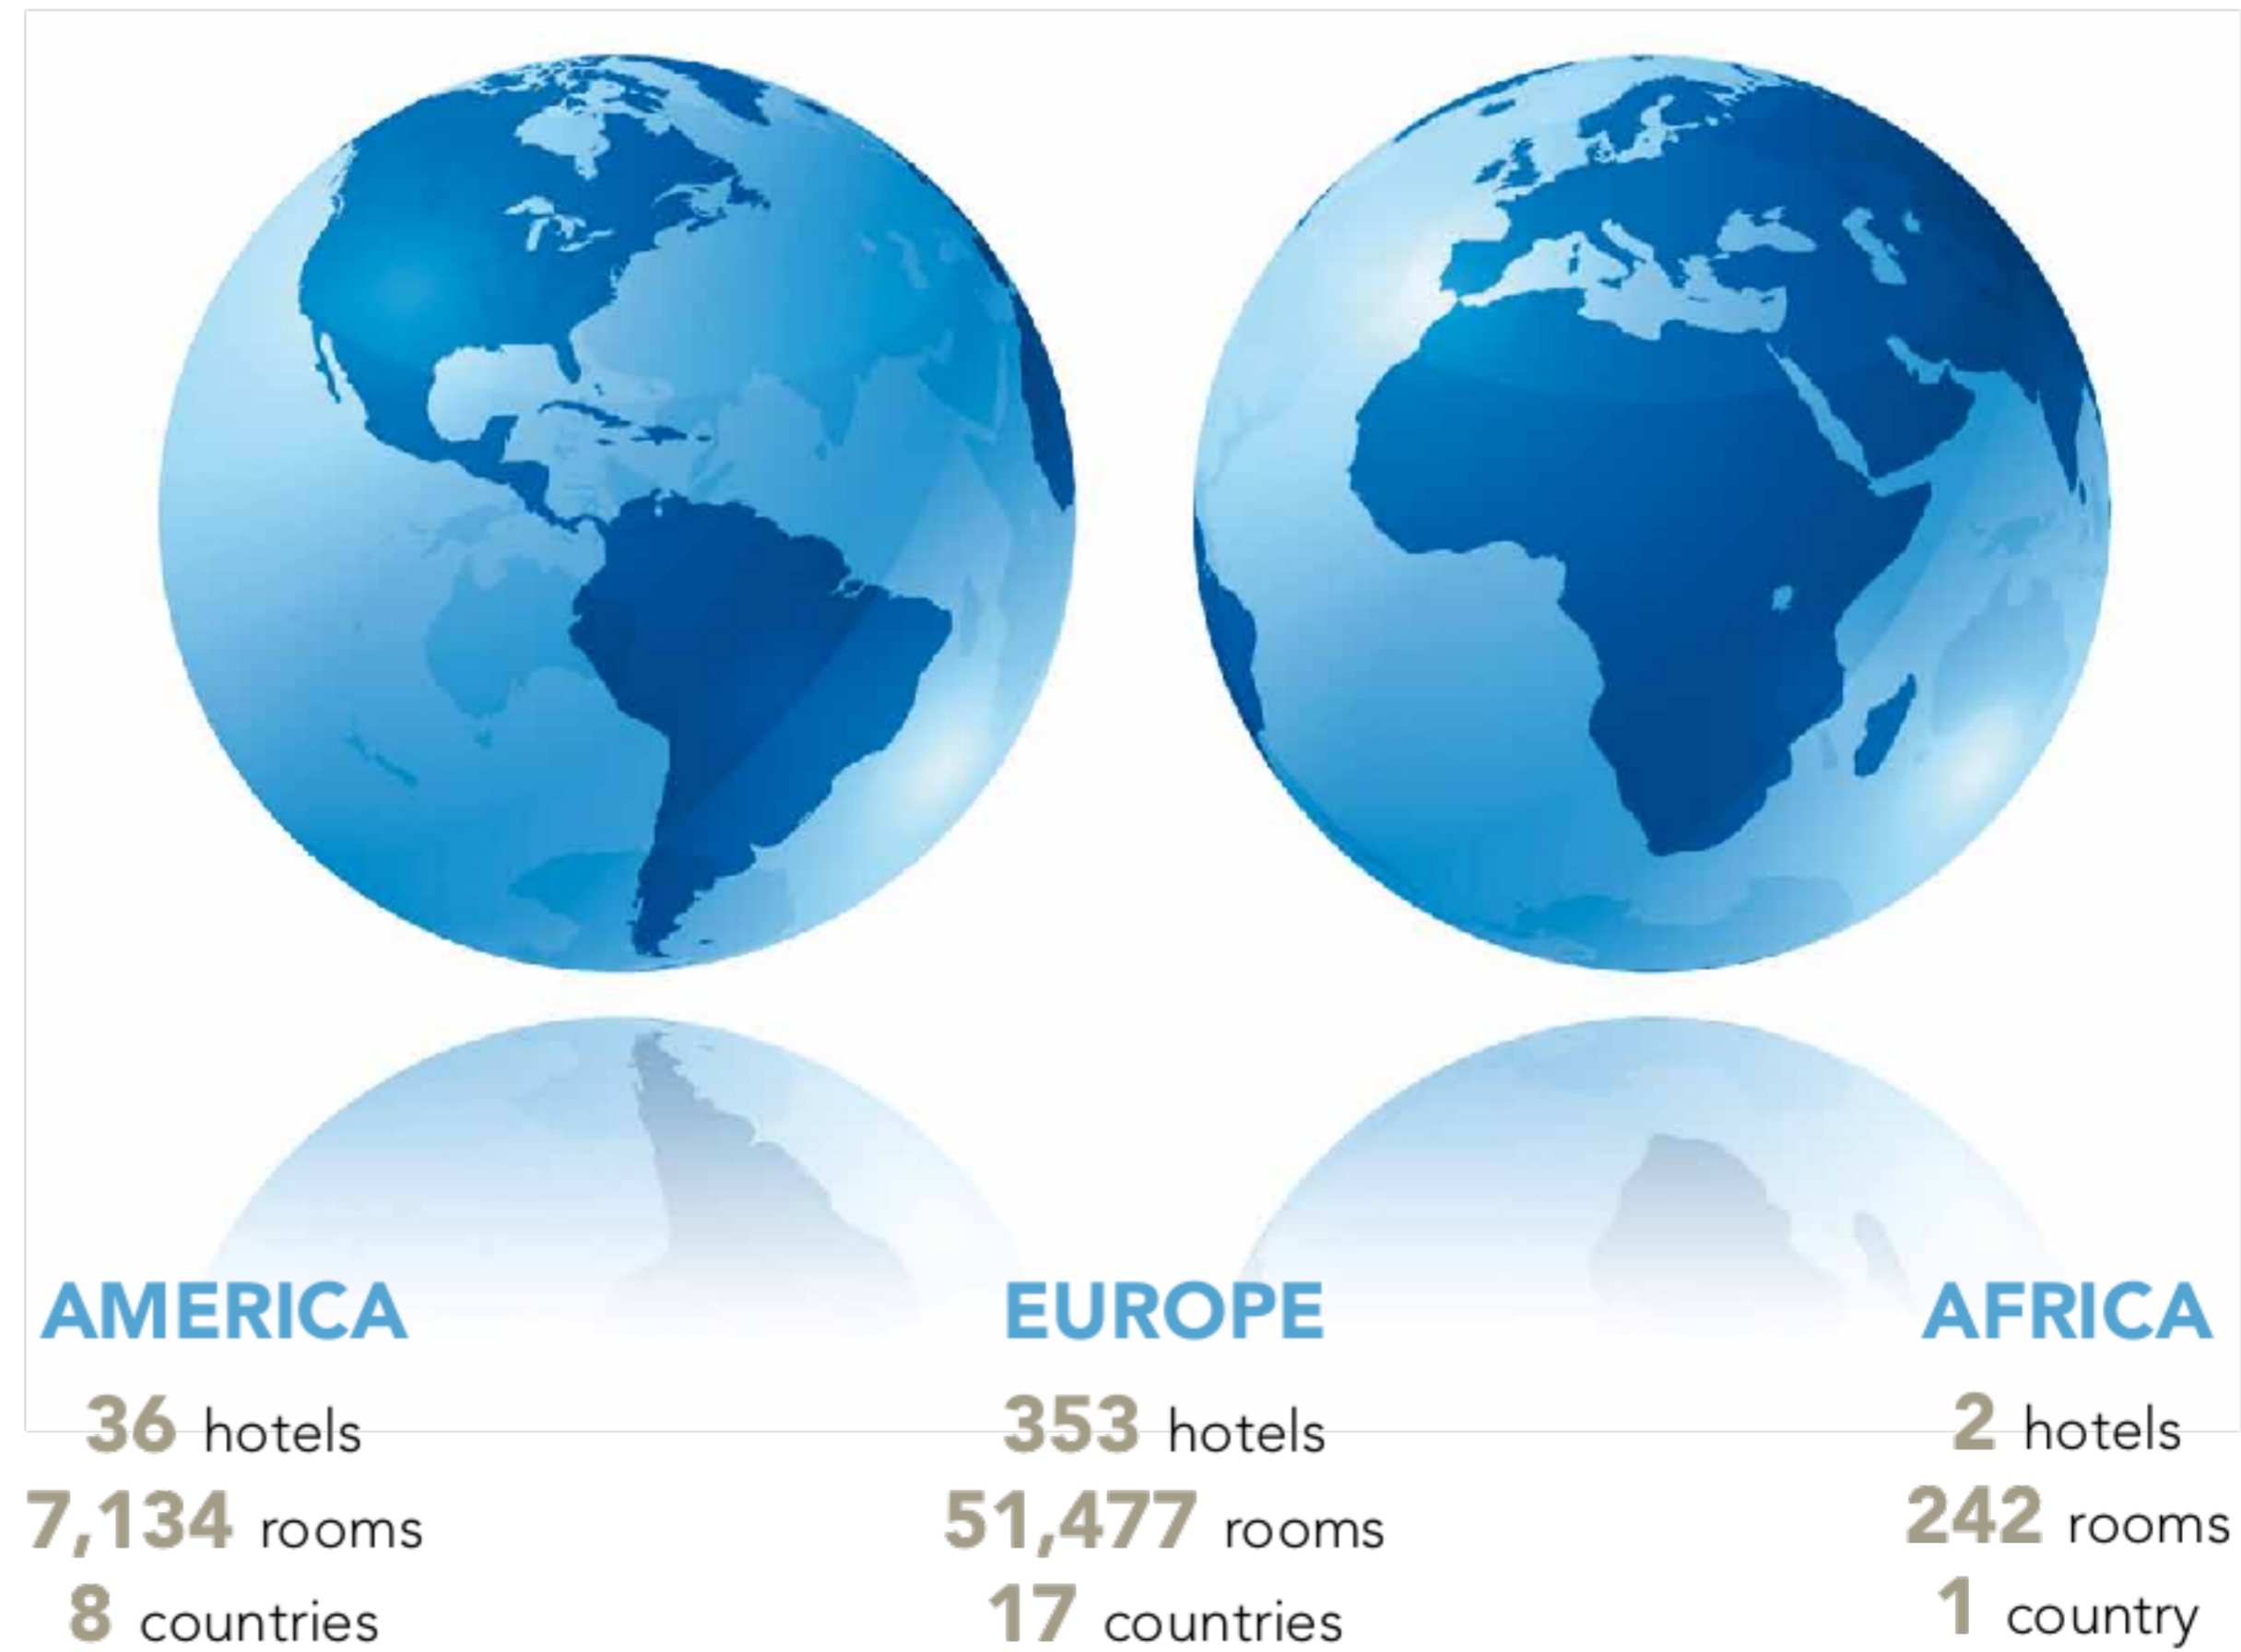 AMERICA
36 hotels
7,134 rooms
8 countries
EUROPE
353 hotels
51,477 rooms
17 countries
AFRICA
2 hotels
242 rooms
1 country